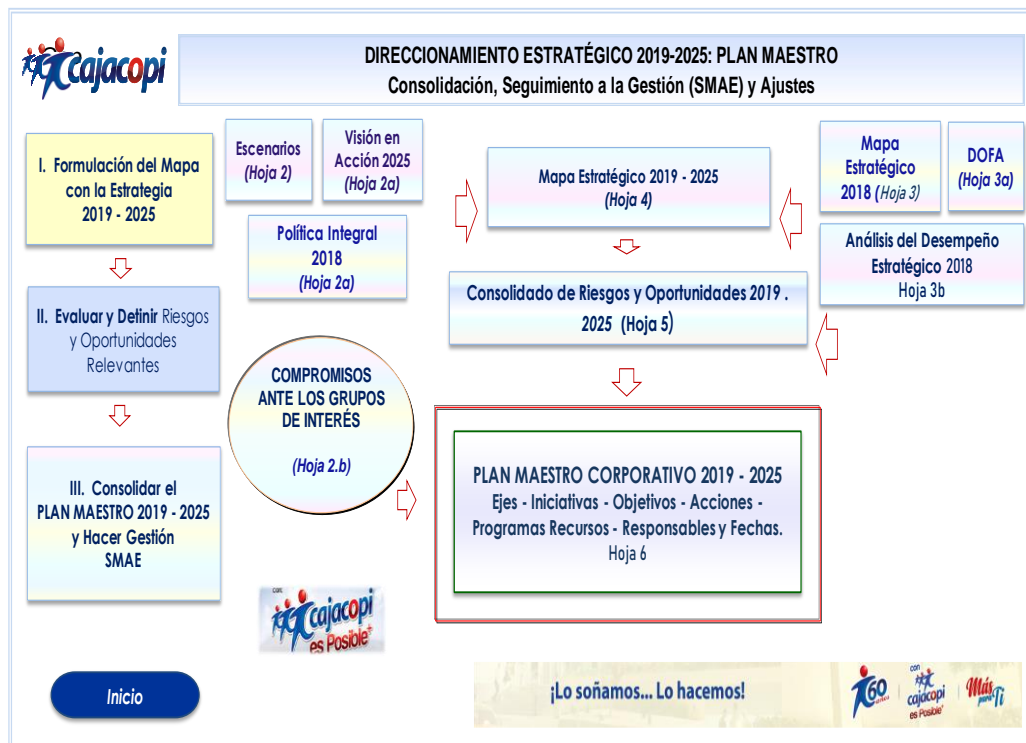 cajacopi
DIRECCIONAMIENTO ESTRATÉGICO 2019-2025: PLAN MAESTRO
Consolidación, Seguimiento a la Gestión (SMAE) y Ajustes
I. Formulación del Mapa
con la Estrategia
2019 - 2025
II. Evaluar y Definir Riesgos
y Oportunidades
Relevantes
III. Consolidar el
PLAN MAESTRO 2019 - 2025
y Hacer Gestión
SMAE
Escenarios
(Hoja 2)
Visión en
Acción 2025
(Hoja 2a)
Política Integral
2018
(Hoja 2a)
COMPROMISOS
ANTE LOS GRUPOS
DE INTERÉS
(Hoja 2.b)
Mapa Estratégico 2019 - 2025
(Hoja 4)
Consolidado de Riesgos y Oportunidades 2019 .
2025 (Hoja 5)
PLAN MAESTRO CORPORATIVO 2019 - 2025
Ejes - Iniciativas - Objetivos - Acciones -
Programas Recursos - Responsables y Fechas.
Hoja 6
Mapa
Estratégico
2018 (Hoja 3)
DOFA
(Hoja 3a)
Análisis del Desempeño
Estratégico 2018
Hoja 3b
con
cajacopi
es Posible
Inicio
¡Lo soñamos... Lo hacemos!
60
años
con
cajacopi
es Posible
Más
para
Ti